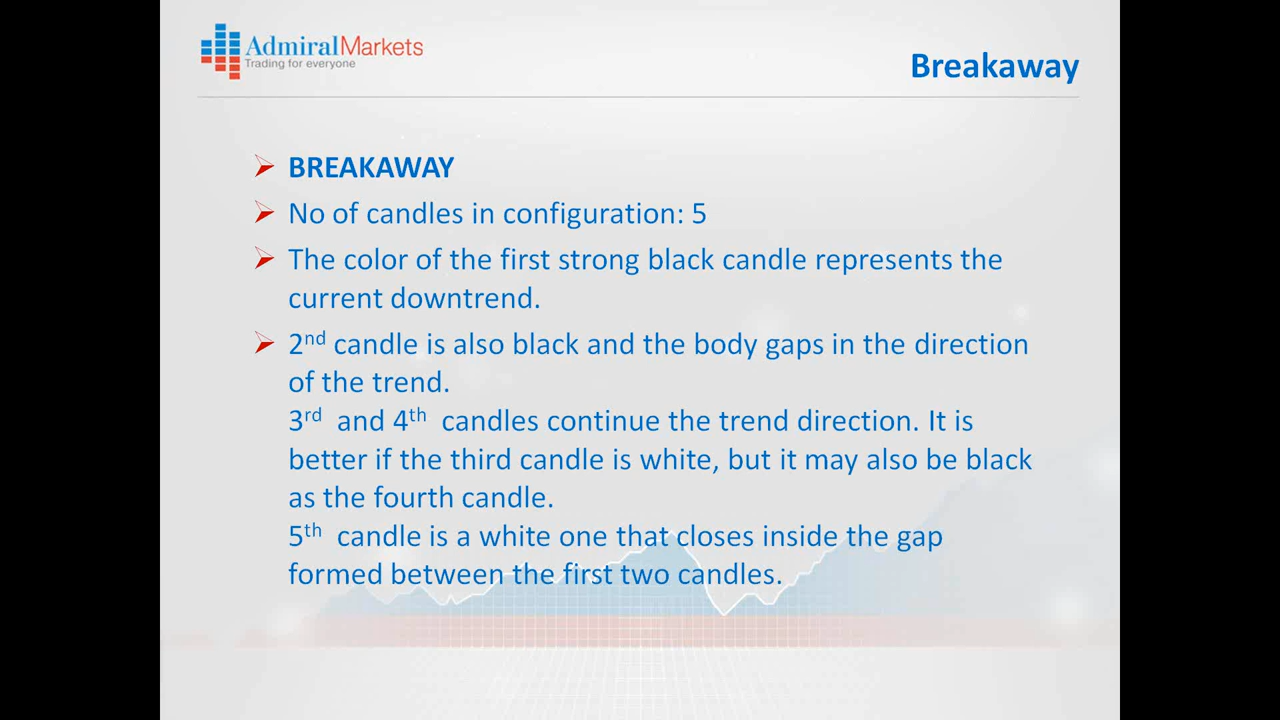 AdmiralMarkets
Trading for everyone
Breakaway
BREAKAWAY
No of candles in configuration: 5
The color of the first strong black candle represents the
current downtrend.
2nd candle is also black and the body gaps in the direction
of the trend.
3rd and 4th candles continue the trend direction. It is
better if the third candle is white, but it may also be black
as the fourth candle.
5th candle is a white one that closes inside the gap
formed between the first two candles.